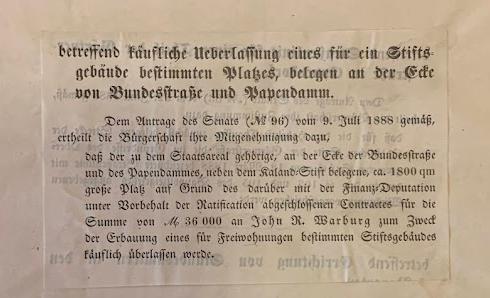 betreffend käufliche Ueberlassung eines für ein Stifts-
gebäude bestimmten Platzes, belegen an der Ecke
von Bundesstraße und Papendamm.
Dem Antrage des Senats (№ 96) vom 9. Juli 1888 gemäß,
ertheilt die Bürgerschaft ihre Mitgenehmigung dazu,
daß der zu dem Staatsareal gehörige, an der Ecke der Bundesstraße
und des Papendammes, neben dem Kaland-Stift belegene, ca. 1800 qm
große Platz auf Grund des darüber mit der Finanz-Deputation
unter Vorbehalt der Ratification abgeschlossenen Contractes für die
Summe von ℳ 36 000 an John R. Warburg zum Zweck
der Erbauung eines für Freiwohnungen bestimmten Stiftsgebäudes
käuflich überlassen werde.